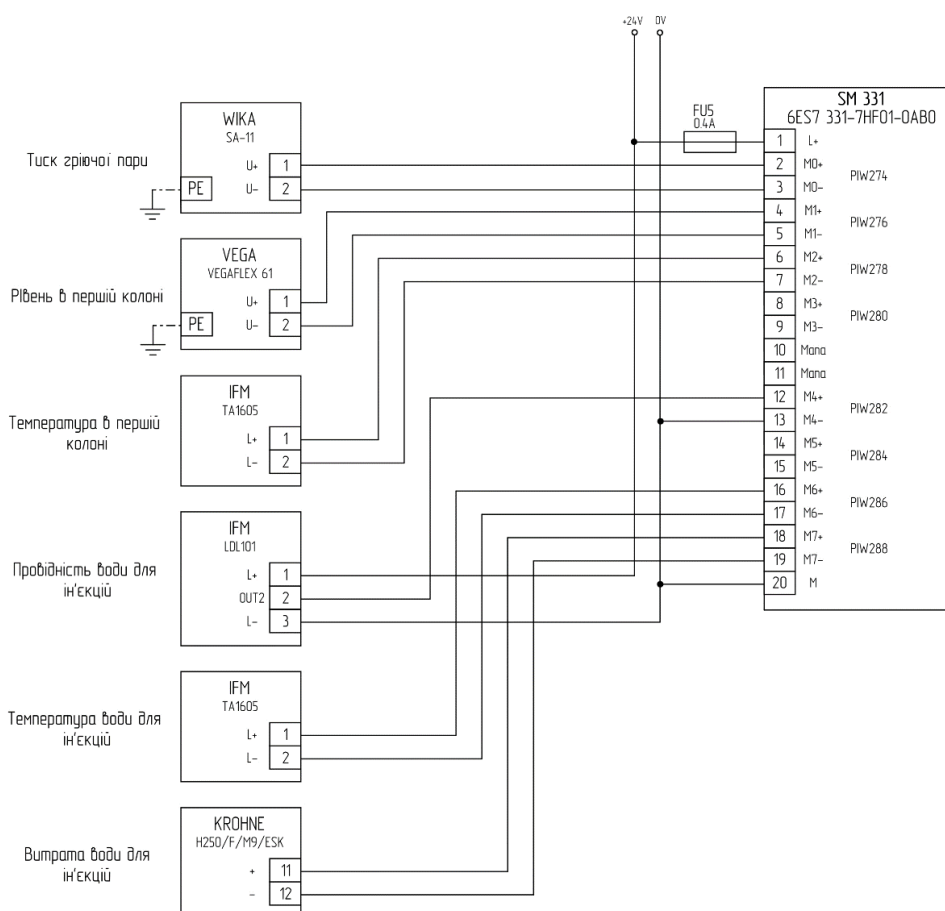 +24V 0V
SM 331
6ES7 331-7HF01-0AB0
FU5
0.4A
1 L+
2 M0+
PIW274
3 M0-
4 M1+
PIW276
5 M1-
6 M2+
PIW278
7 M2-
8 M3+
PIW280
9 M3-
10 Mana
11 Mana
12 M4+
PIW282
13 M4-
14 M5+
PIW284
15 M5-
16 M6+
PIW286
17 M6-
18 M7+
PIW288
19 M7-
20 M
Тиск гріючої пари
WIKA
SA-11
U+ 1
PE U- 2
Рівень в першій колоні
VEGA
VEGAFLEX 61
U+ 1
PE U- 2
Температура в першій
колоні
IFM
TA1605
L+ 1
L- 2
Провідність води для
ін'єкцій
IFM
LDL101
L+ 1
OUT2 2
L- 3
Температура води для
ін'єкцій
IFM
TA1605
L+ 1
L- 2
Витрата води для
ін'єкцій
KROHNE
H250/F/M9/ESK
+ 11
- 12